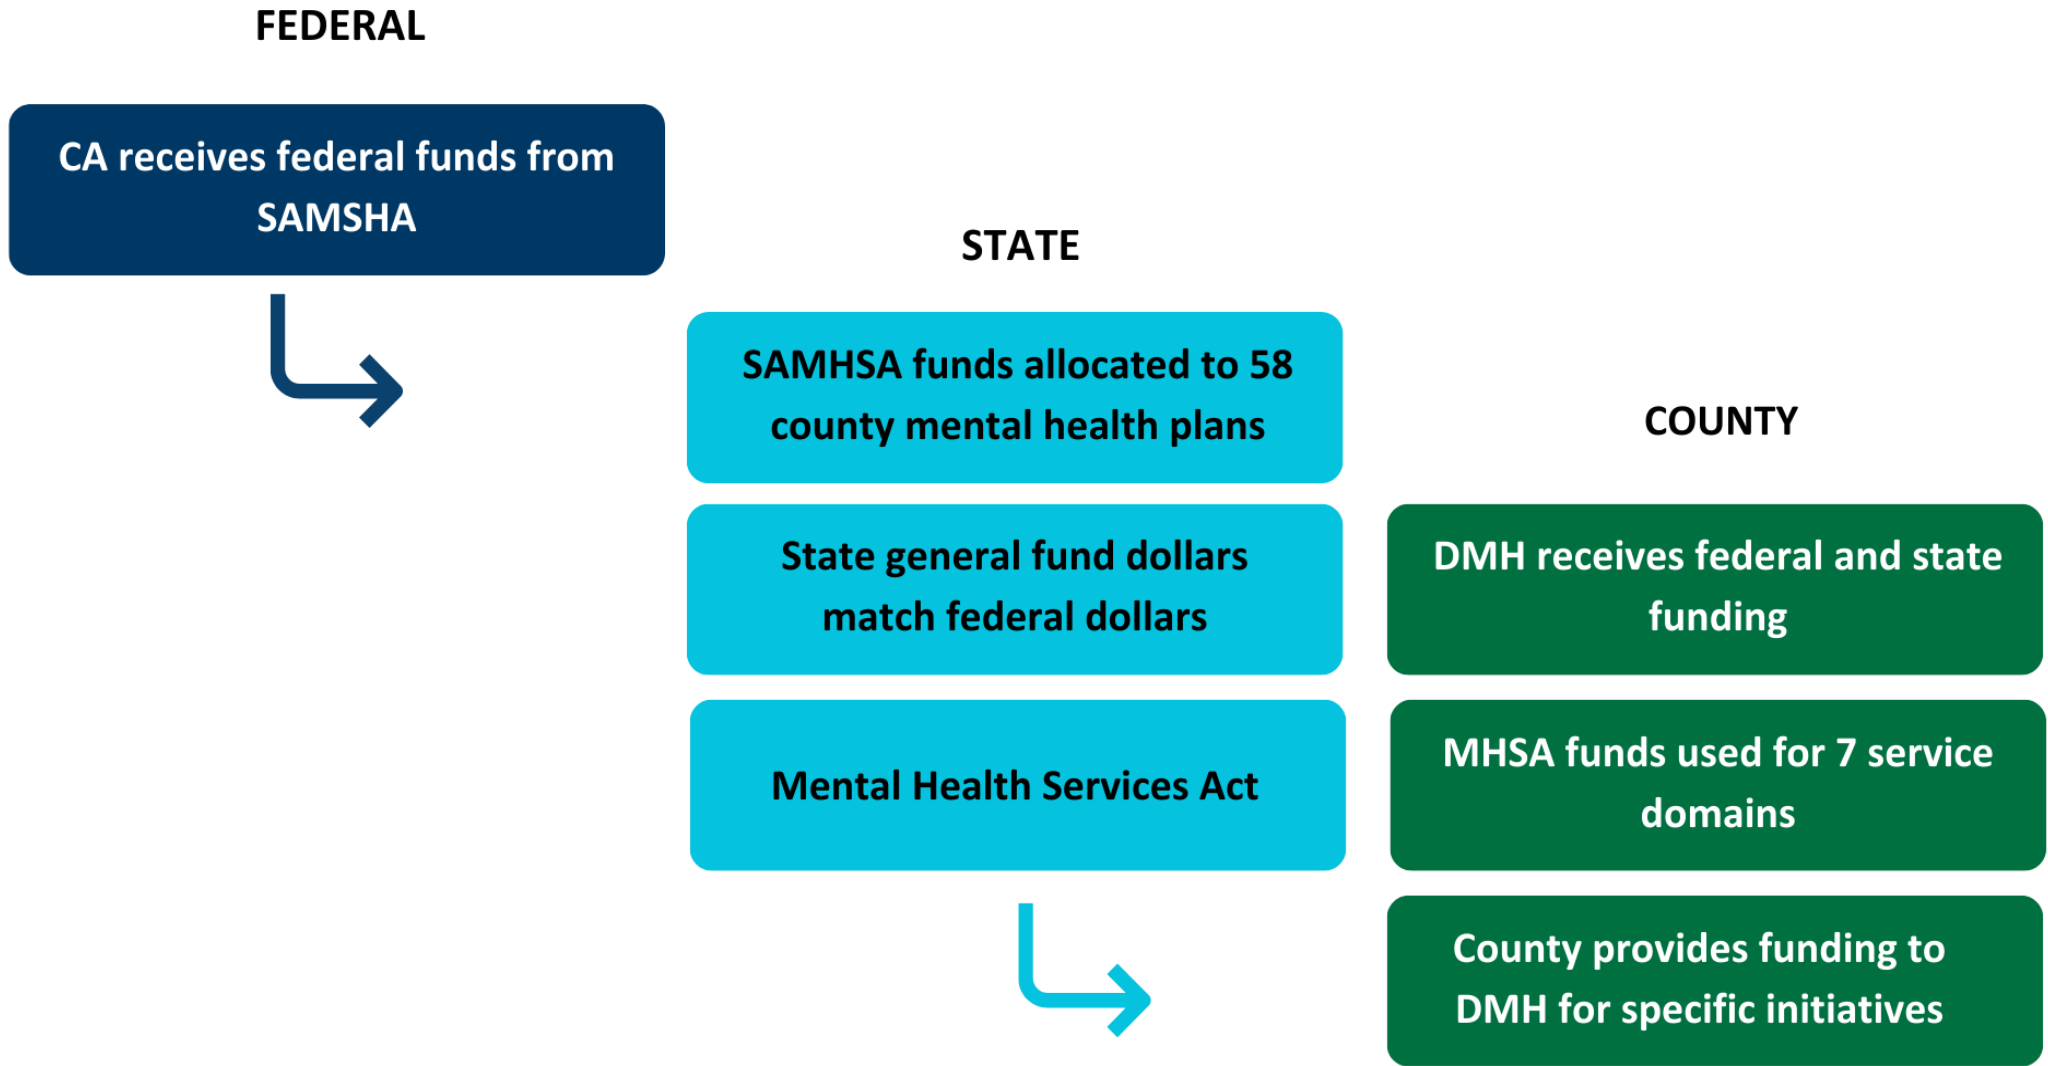 FEDERAL
CA receives federal funds from
SAMSHA
STATE
SAMHSA funds allocated to 58
county mental health plans
State general fund dollars
match federal dollars
Mental Health Services Act
COUNTY
DMH receives federal and state
funding
MHSA funds used for 7 service
domains
County provides funding to
DMH for specific initiatives